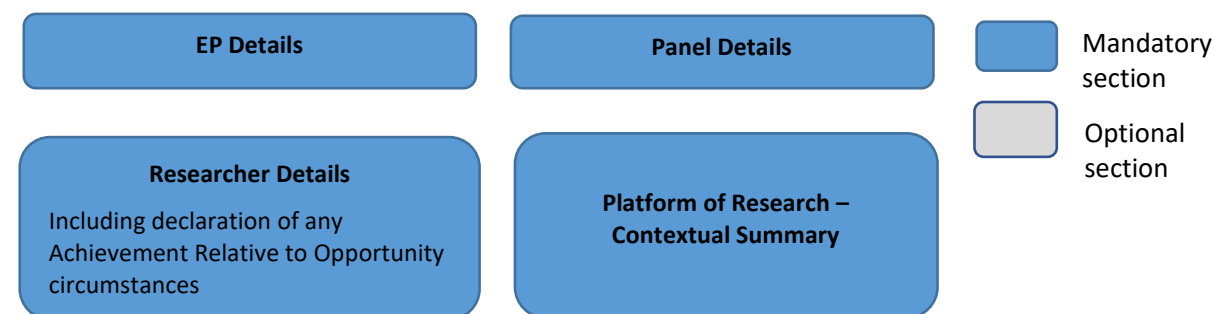 EP Details
Panel Details
Mandatory
section
Optional
section
Researcher Details
Including declaration of any
Achievement Relative to Opportunity
circumstances
Platform of Research –
Contextual Summary